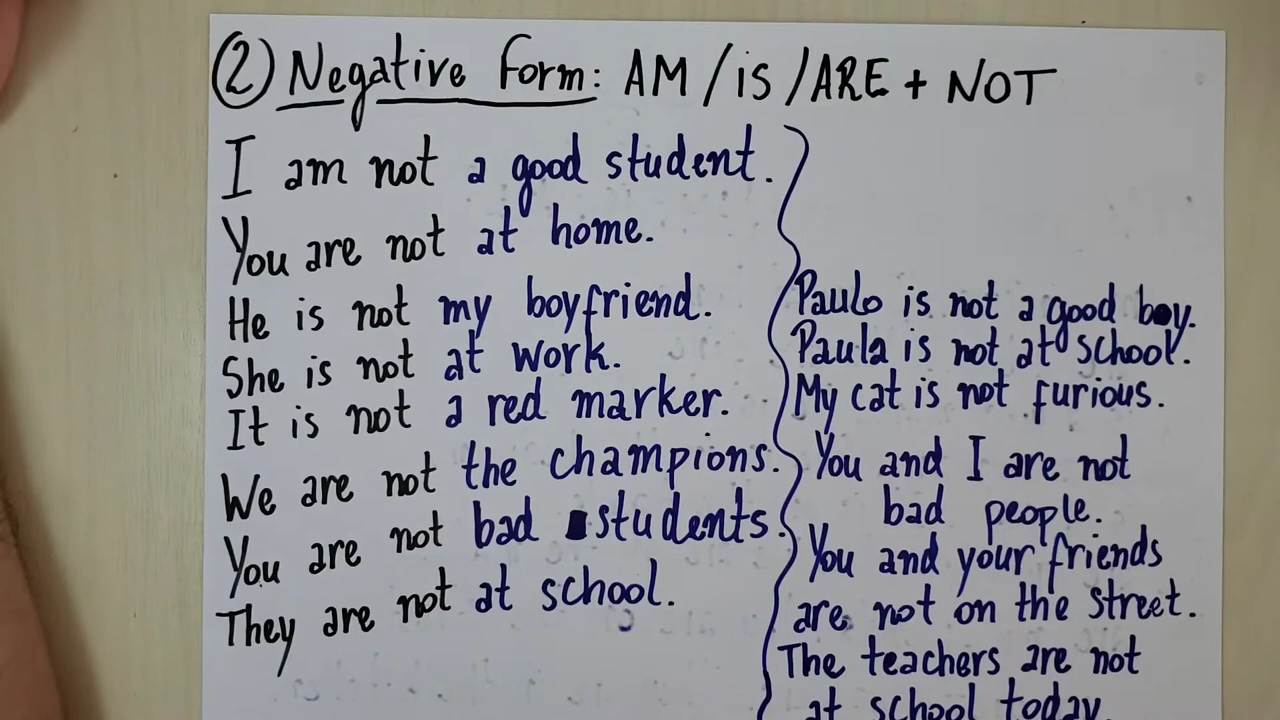 ② Negative form: AM / is / ARE + NOT
I am not a good student.
You are not at home.
He is not my boyfriend.
She is not at work.
It is not a red marker.
We are not the champions.
You are not bad students.
They are not at school.
Paulo is not a good boy.
Paula is not at school.
My cat is not furious.
You and I are not
bad people.
You and your friends
are not on the street.
The teachers are not
at school today.